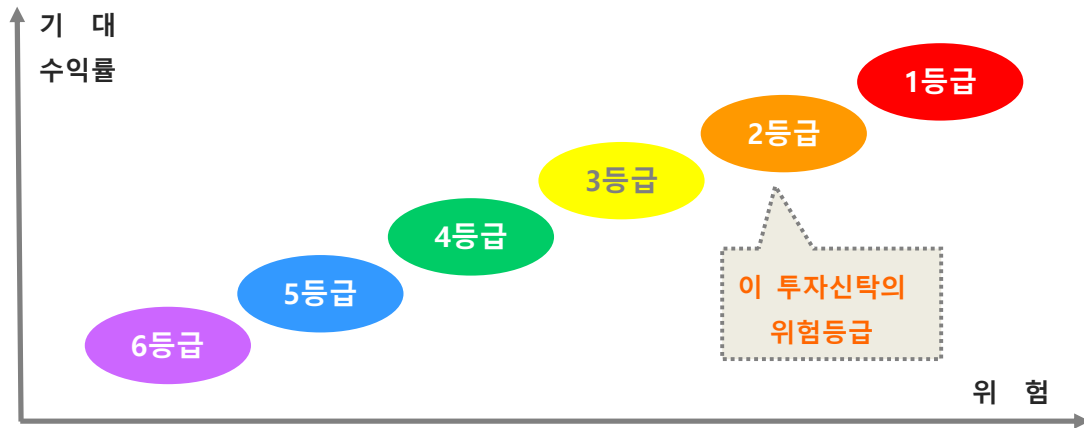 기 대
수익률
1등급
2등급
3등급
4등급
5등급
6등급
이 투자신탁의
위험등급
위 험